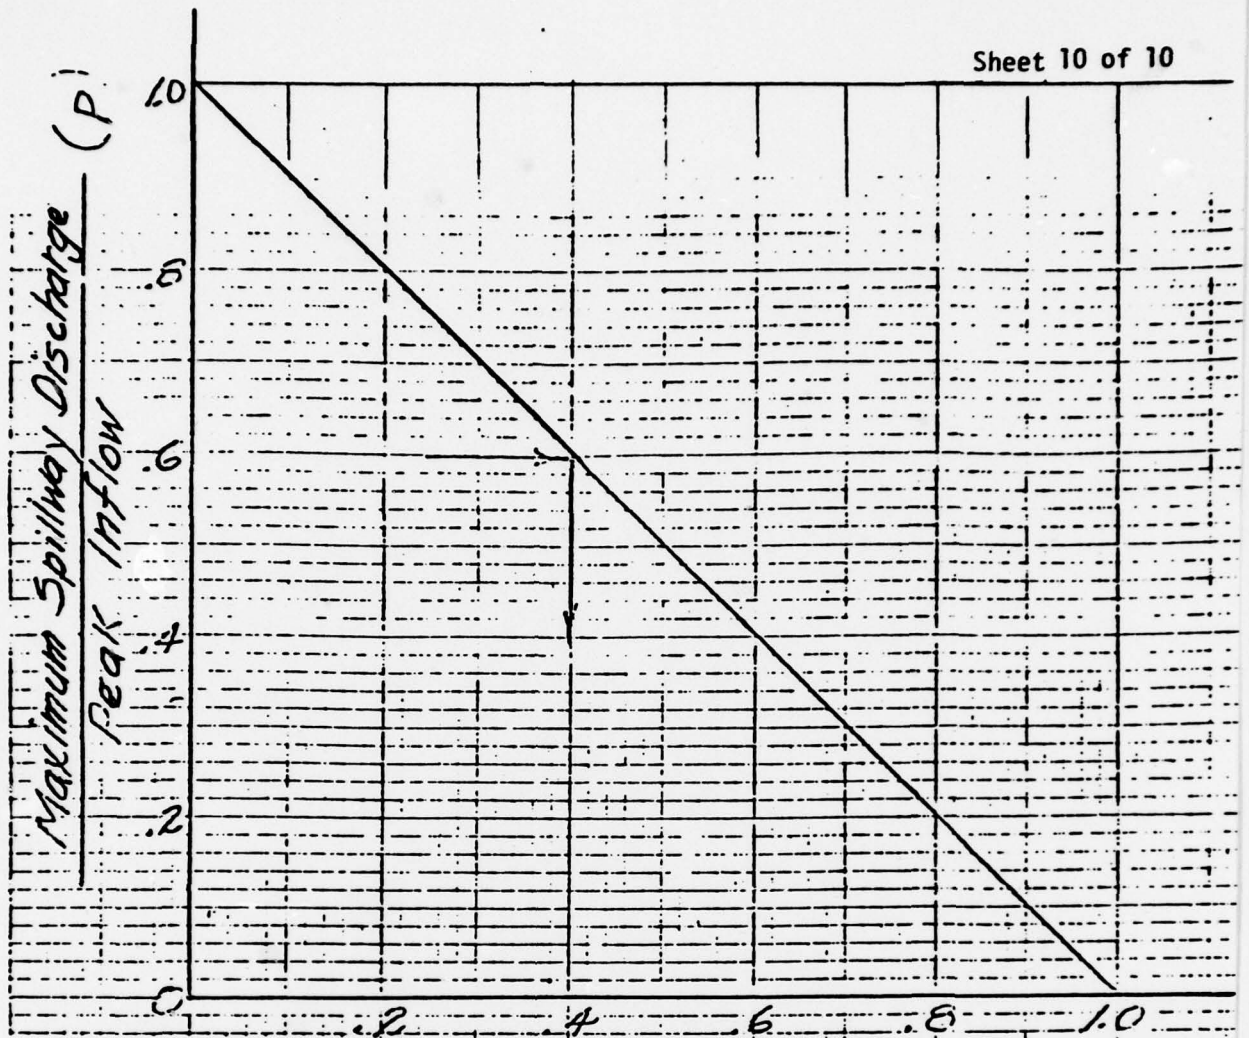 Sheet 10 of 10
Maximum Spillway Discharge (p)
Peak Inflow
1.0
.8
.6
.4
.2
0
.2 .4 .6 .8 1.0